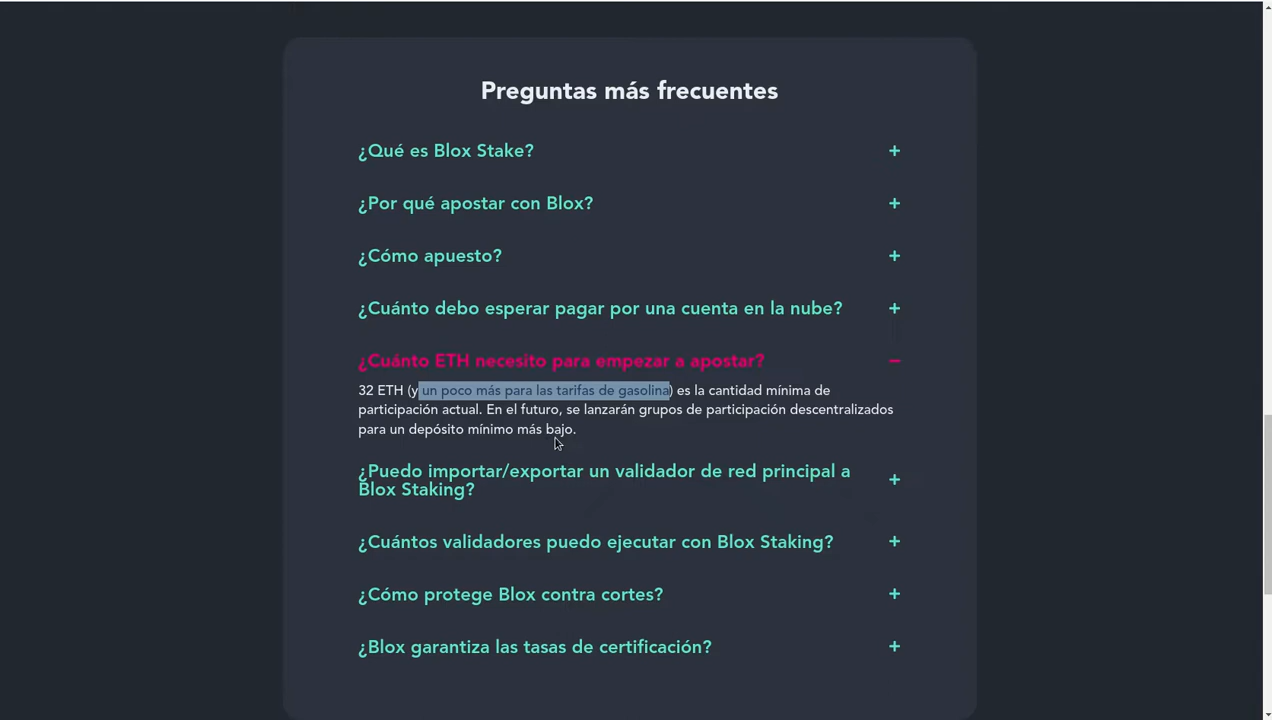 Preguntas más frecuentes
¿Qué es Blox Stake?
+
¿Por qué apostar con Blox?
+
¿Cómo apuesto?
+
¿Cuánto debo esperar pagar por una cuenta en la nube?
+
¿Cuánto ETH necesito para empezar a apostar?
−
32 ETH (y un poco más para las tarifas de gasolina) es la cantidad mínima de
participación actual. En el futuro, se lanzarán grupos de participación descentralizados
para un depósito mínimo más bajo.
¿Puedo importar/exportar un validador de red principal a
Blox Staking?
+
¿Cuántos validadores puedo ejecutar con Blox Staking?
+
¿Cómo protege Blox contra cortes?
+
¿Blox garantiza las tasas de certificación?
+